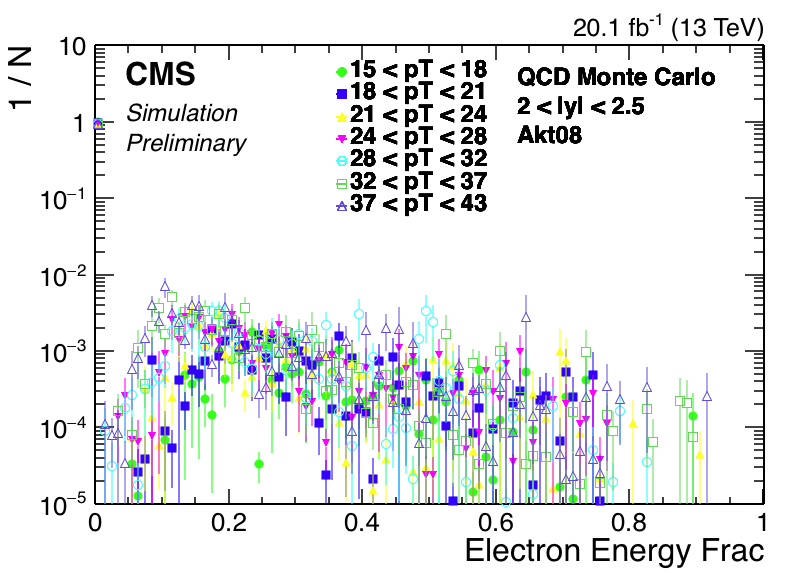 20.1 fb⁻¹ (13 TeV)
1 / N
10
1
10⁻¹
10⁻²
10⁻³
10⁻⁴
10⁻⁵
CMS
Simulation
Preliminary
15 < pT < 18
18 < pT < 21
21 < pT < 24
24 < pT < 28
28 < pT < 32
32 < pT < 37
37 < pT < 43
QCD Monte Carlo
2 < lyl < 2.5
Akt08
0 0.2 0.4 0.6 0.8 1
Electron Energy Frac